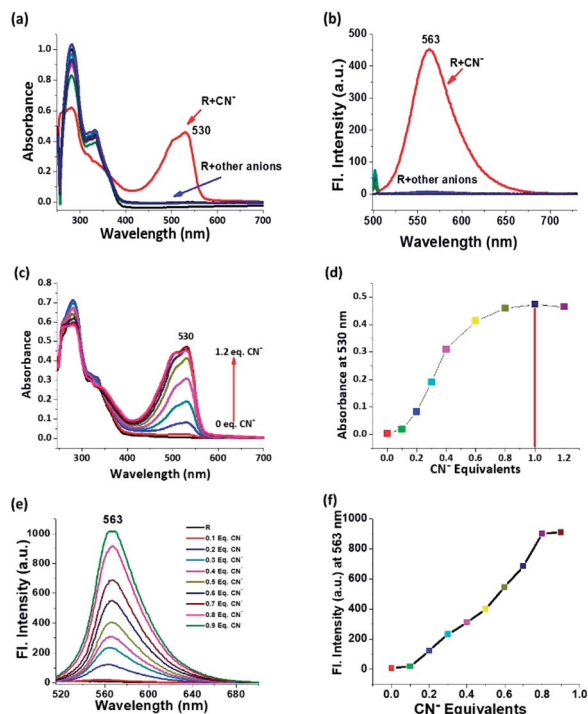 (a)
1.0
0.8
0.6
0.4
0.2
0.0
Absorbance
R+CN⁻
530
R+other anions
300 400 500 600 700
Wavelength (nm)
(b)
500
400
300
200
100
0
Fl. Intensity (a.u.)
563
R+CN⁻
R+other anions
500 550 600 650 700
Wavelength (nm)
(c)
0.8
0.7
0.6
0.5
0.4
0.3
0.2
0.1
0.0
Absorbance
530
1.2 eq. CN⁻
0 eq. CN⁻
300 400 500 600 700
Wavelength (nm)
(d)
0.5
0.4
0.3
0.2
0.1
0.0
Absorbance at 530 nm
0.0 0.2 0.4 0.6 0.8 1.0 1.2
CN⁻ Equivalents
(e)
1000
800
600
400
200
0
Fl. Intensity (a.u.)
563
R
0.1 Eq. CN⁻
0.2 Eq. CN⁻
0.3 Eq. CN⁻
0.4 Eq. CN⁻
0.5 Eq. CN⁻
0.6 Eq. CN⁻
0.7 Eq. CN⁻
0.8 Eq. CN⁻
0.9 Eq. CN⁻
520 560 600 640 680
Wavelength (nm)
(f)
1000
800
600
400
200
0
Fl. Intensity (a.u.) at 563 nm
0.0 0.2 0.4 0.6 0.8 1.0
CN⁻ Equivalents